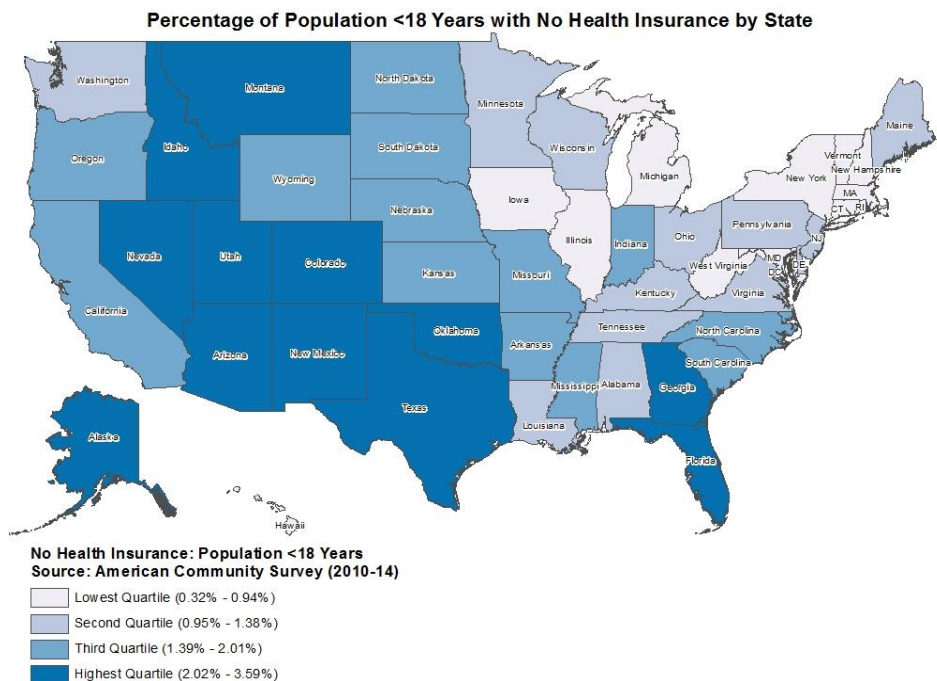 Percentage of Population <18 Years with No Health Insurance by State
Washington
Montana
North Dakota
Minnesota
Maine
Oregon
Idaho
South Dakota
Wisconsin
Vermont
New Hampshire
Wyoming
Michigan
New York
MA
CT
RI
Nebraska
Iowa
Pennsylvania
NJ
Nevada
Utah
Colorado
Illinois
Indiana
Ohio
MD
DE
DC
West Virginia
Kansas
Missouri
Kentucky
Virginia
California
Tennessee
North Carolina
Oklahoma
Arkansas
Arizona
New Mexico
South Carolina
Mississippi
Alabama
Georgia
Texas
Louisiana
Alaska
Florida
Hawaii
No Health Insurance: Population <18 Years
Source: American Community Survey (2010-14)
Lowest Quartile (0.32% - 0.94%)
Second Quartile (0.95% - 1.38%)
Third Quartile (1.39% - 2.01%)
Highest Quartile (2.02% - 3.59%)